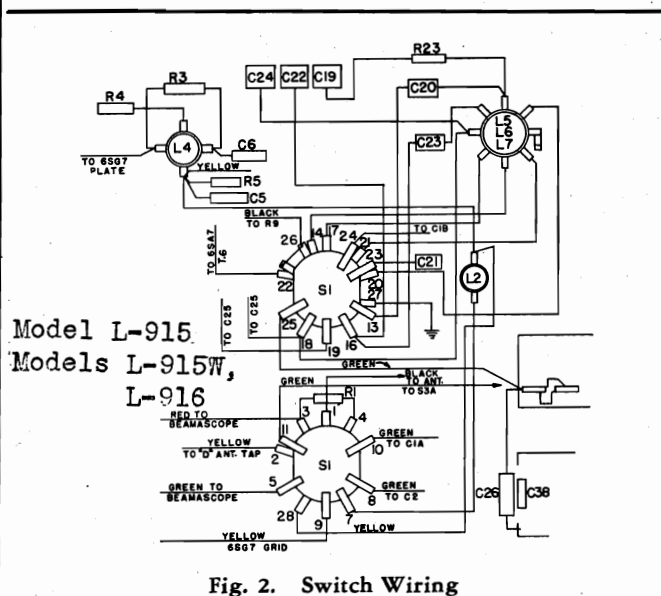 R23
R3
C24 C22 C19
C20
R4
L5
L6
L7
C23
L4
C6
TO 6SG7
PLATE
YELLOW
R5
C5
BLACK
TO R9
TO C1B
26 14 17 24 21
23
TO 6SA7
T.6
C21
L2
22
20
S1
27
TO C25
TO C25
25
13
18
19
16
Model L-915
Models L-915W,
L-916
GREEN
BLACK
TO ANT.
TO S3A
GREEN
R1
RED TO
BEAMASCOPE
3
1
4
11
YELLOW
TO "D" ANT. TAP
2
GREEN
TO C1A
10
S1
GREEN TO
BEAMASCOPE
5
8
GREEN
TO C2
C26
C38
28
9
7
YELLOW
YELLOW
6SG7 GRID
Fig. 2. Switch Wiring